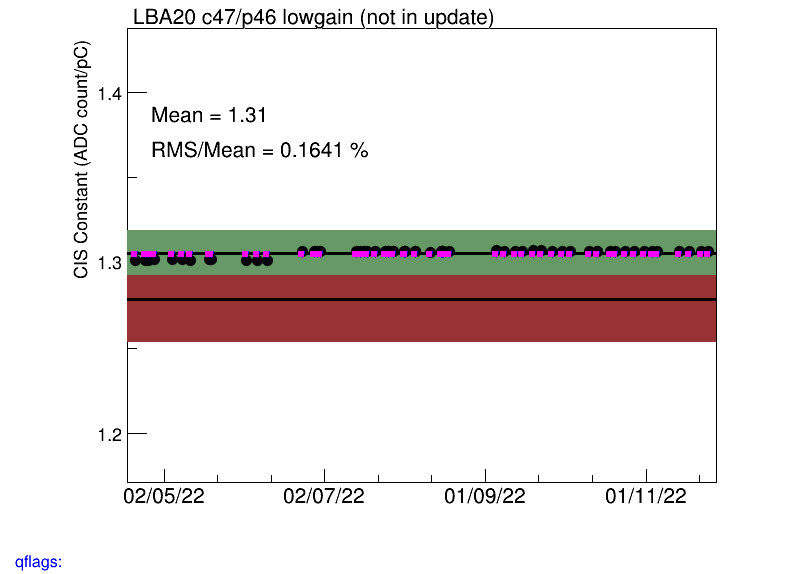 LBA20 c47/p46 lowgain (not in update)
CIS Constant (ADC count/pC)
Mean = 1.31
RMS/Mean = 0.1641 %
1.4
1.3
1.2
02/05/22 02/07/22 01/09/22 01/11/22
qflags: